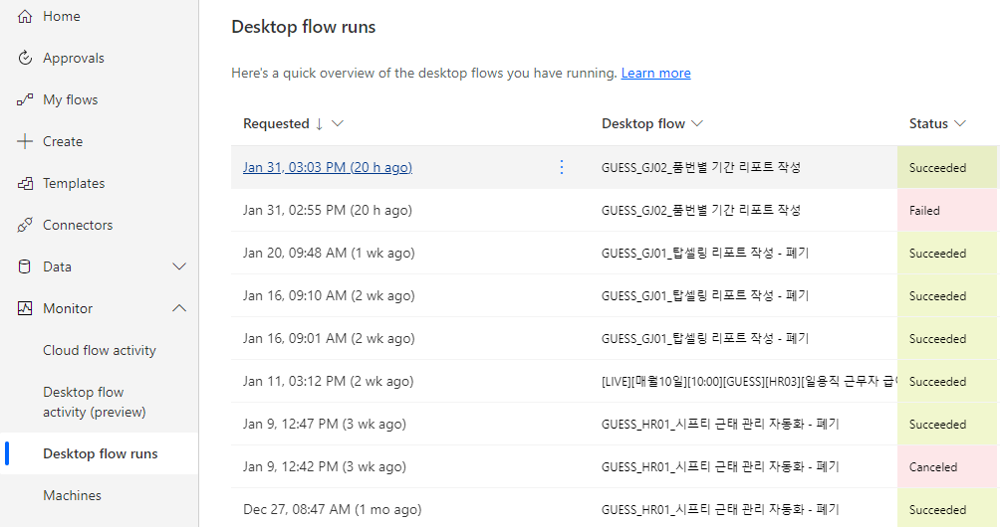 Home
Approvals
My flows
Create
Templates
Connectors
Data
Monitor
Cloud flow activity
Desktop flow
activity (preview)
Desktop flow runs
Machines
Desktop flow runs
Here's a quick overview of the desktop flows you have running. Learn more
Requested ↓ Desktop flow Status
Jan 31, 03:03 PM (20 h ago) GUESS_GJ02_품번별 기간 리포트 작성 Succeeded
Jan 31, 02:55 PM (20 h ago) GUESS_GJ02_품번별 기간 리포트 작성 Failed
Jan 20, 09:48 AM (1 wk ago) GUESS_GJ01_탑셀링 리포트 작성 - 폐기 Succeeded
Jan 16, 09:10 AM (2 wk ago) GUESS_GJ01_탑셀링 리포트 작성 - 폐기 Succeeded
Jan 16, 09:01 AM (2 wk ago) GUESS_GJ01_탑셀링 리포트 작성 - 폐기 Succeeded
Jan 11, 03:12 PM (2 wk ago) [LIVE][매월10일][10:00][GUESS][HR03][일용직 근무자 Succeeded
Jan 9, 12:47 PM (3 wk ago) GUESS_HR01_시프티 근태 관리 자동화 - 폐기 Succeeded
Jan 9, 12:42 PM (3 wk ago) GUESS_HR01_시프티 근태 관리 자동화 - 폐기 Canceled
Dec 27, 08:47 AM (1 mo ago) GUESS_HR01_시프티 근태 관리 자동화 - 폐기 Succeeded